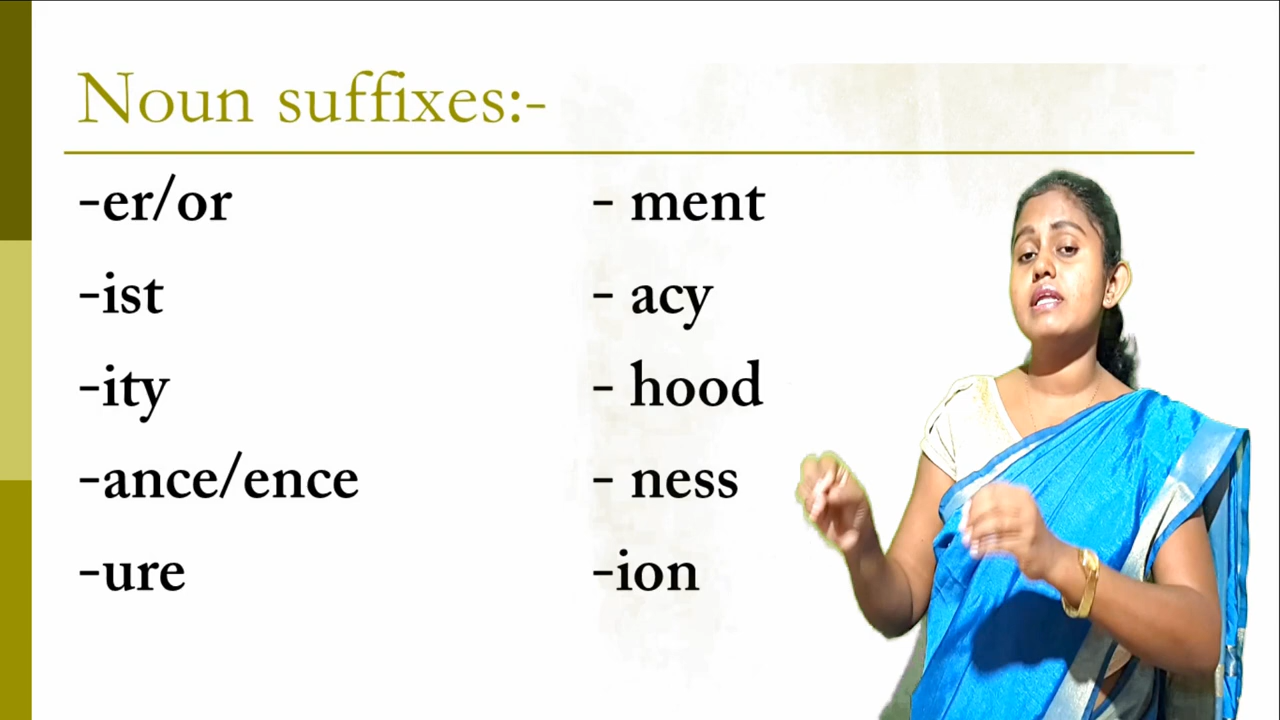 Noun suffixes:-
-er/or
-ist
-ity
-ance/ence
-ure
- ment
- acy
- hood
- ness
-ion